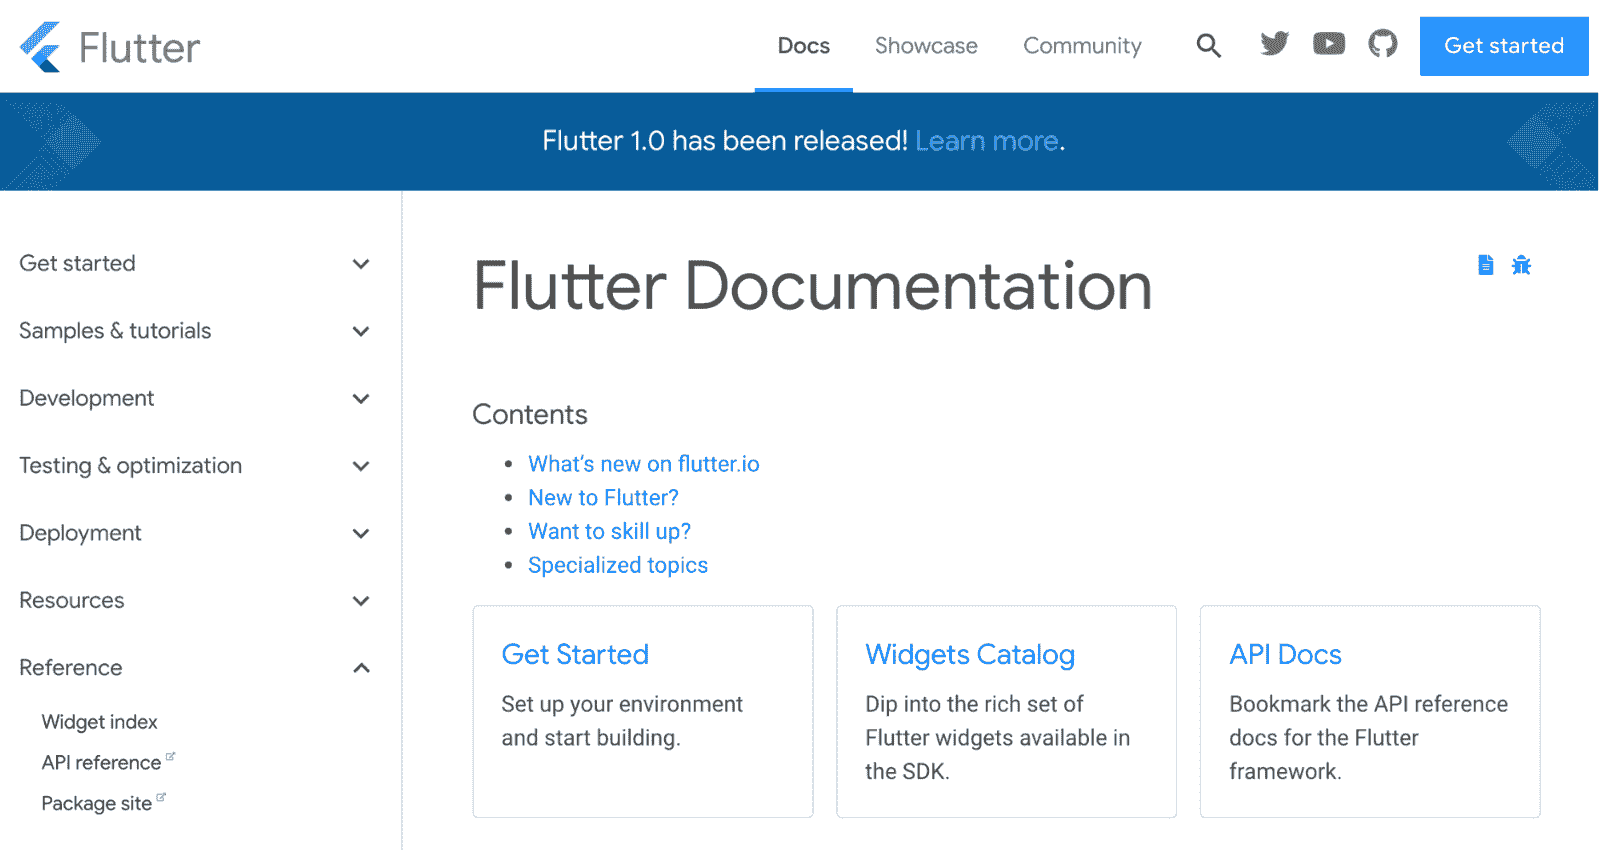 Flutter
Docs
Showcase
Community
Get started
Flutter 1.0 has been released! Learn more.
Get started
Samples & tutorials
Development
Testing & optimization
Deployment
Resources
Reference
Widget index
API reference
Package site
Flutter Documentation
Contents
What's new on flutter.io
New to Flutter?
Want to skill up?
Specialized topics
Get Started
Set up your environment
and start building.
Widgets Catalog
Dip into the rich set of
Flutter widgets available in
the SDK.
API Docs
Bookmark the API reference
docs for the Flutter
framework.